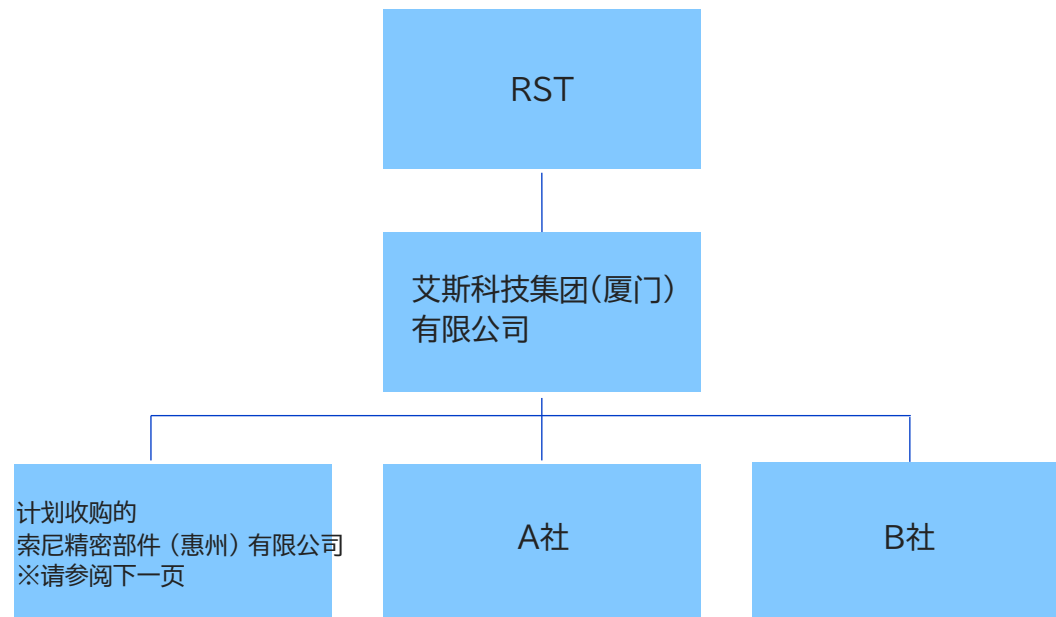 RST
艾斯科技集团（厦门）
有限公司
计划收购的
索尼精密部件（惠州）有限公司
※请参阅下一页
A社
B社